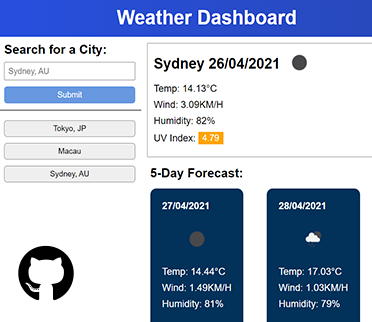 Weather Dashboard
Search for a City:
Sydney, AU
Submit
Tokyo, JP
Macau
Sydney, AU
Sydney 26/04/2021
Temp: 14.13°C
Wind: 3.09KM/H
Humidity: 82%
UV Index: 4.79
5-Day Forecast:
27/04/2021
Temp: 14.44°C
Wind: 1.49KM/H
Humidity: 81%
28/04/2021
Temp: 17.03°C
Wind: 1.03KM/H
Humidity: 79%